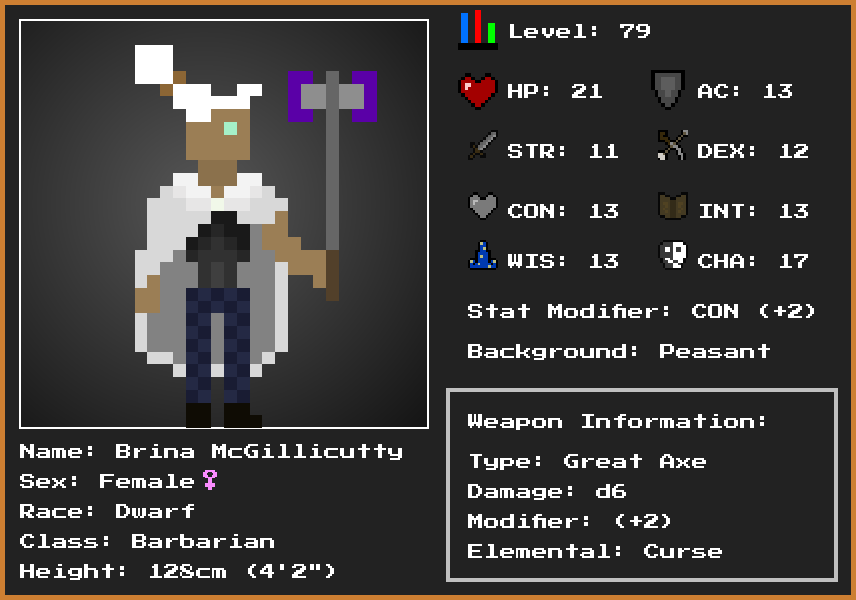 Level: 79
HP: 21
AC: 13
STR: 11
DEX: 12
CON: 13
INT: 13
WIS: 13
CHA: 17
Stat Modifier: CON (+2)
Background: Peasant
Weapon Information:
Type: Great Axe
Damage: d6
Modifier: (+2)
Elemental: Curse
Name: Brina McGillicutty
Sex: Female♀
Race: Dwarf
Class: Barbarian
Height: 128cm (4'2")